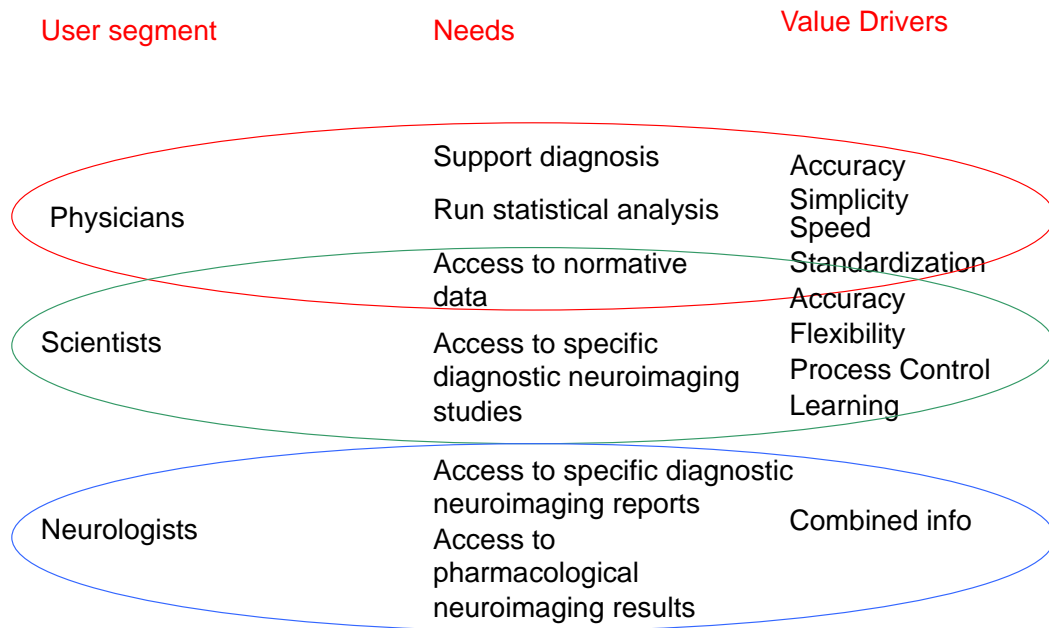 User segment
Needs
Value Drivers
Support diagnosis
Accuracy
Physicians
Run statistical analysis
Simplicity
Speed
Access to normative
data
Standardization
Accuracy
Scientists
Access to specific
diagnostic neuroimaging
studies
Flexibility
Process Control
Learning
Neurologists
Access to specific diagnostic
neuroimaging reports
Access to
pharmacological
neuroimaging results
Combined info